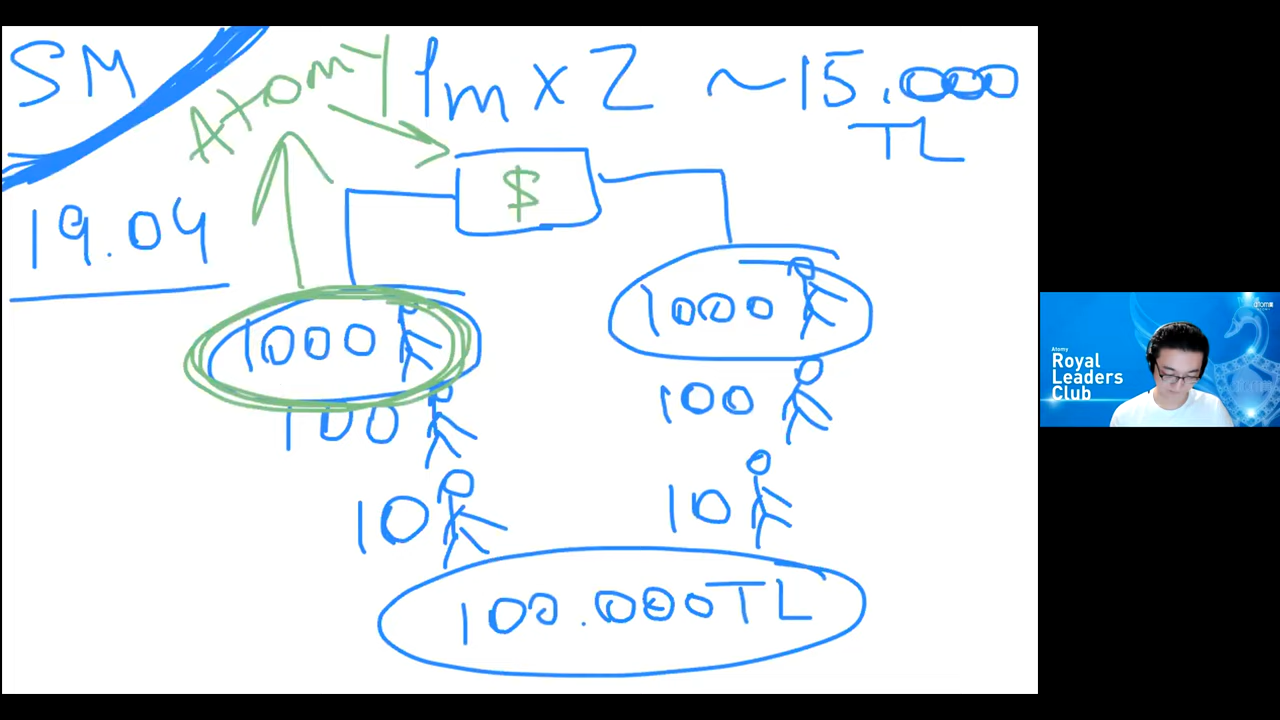 SM
Atomy
1m x 2 ~15.000
TL
$
19.04
1000
1000
100
100
10
10
100.000TL
Atomy
Royal
Leaders
Club